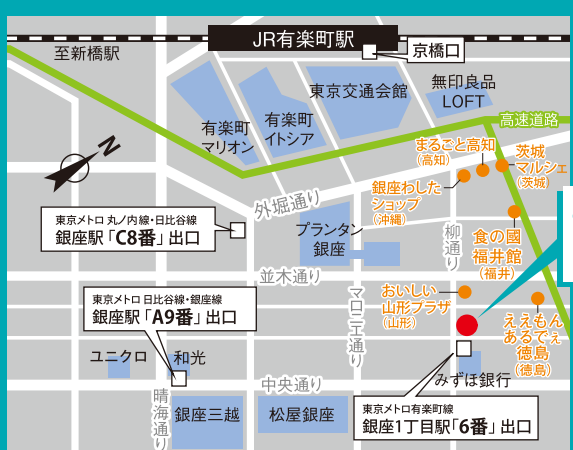 JR有楽町駅
京橋口
至新橋駅
無印良品
LOFT
東京交通会館
有楽町
マリオン
有楽町
イトシア
高速道路
まるごと高知
(高知)
茨城
マルシェ
(茨城)
銀座わした
ショップ
(沖縄)
外堀通り
東京メトロ 丸ノ内線・日比谷線
銀座駅「C8番」出口
プランタン
銀座
柳通り
食の國
福井館
(福井)
並木通り
東京メトロ 日比谷線・銀座線
銀座駅「A9番」出口
マロニエ通り
おいしい
山形プラザ
(山形)
ええもん
あるでぇ
徳島
(徳島)
ユニクロ
和光
みずほ銀行
中央通り
晴海通り
銀座三越
松屋銀座
東京メトロ有楽町線
銀座1丁目駅「6番」出口
N